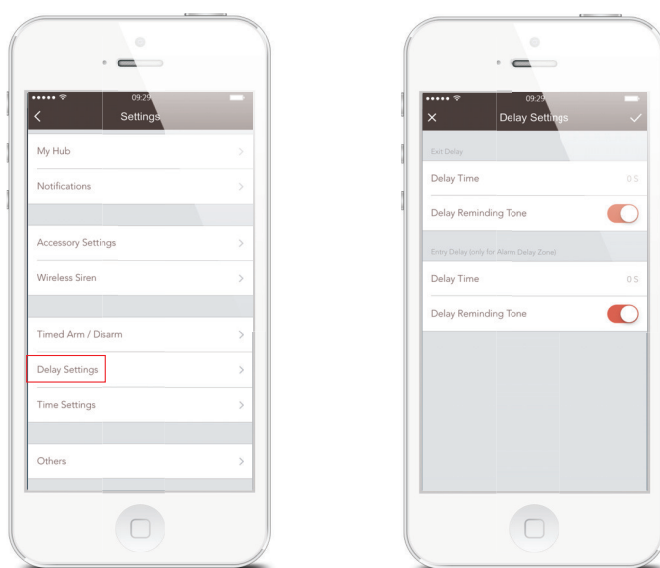 09:29
Settings
My Hub
Notifications
Accessory Settings
Wireless Siren
Timed Arm / Disarm
Delay Settings
Time Settings
Others
09:29
Delay Settings
Exit Delay
Delay Time 0 S
Delay Reminding Tone
Entry Delay (only for Alarm Delay Zone)
Delay Time 0 S
Delay Reminding Tone